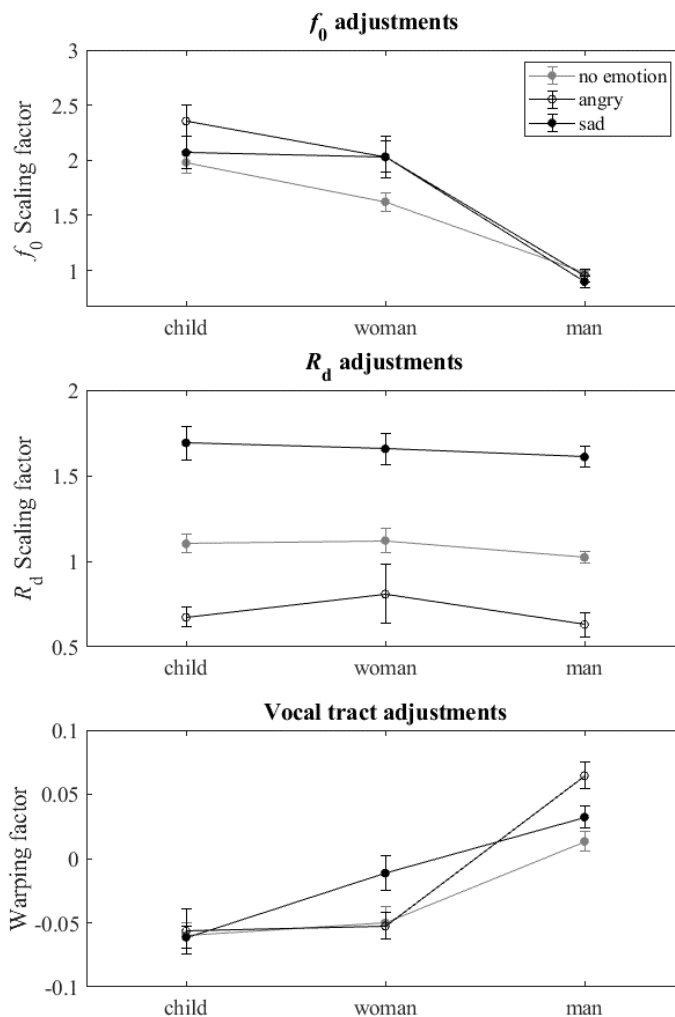 f₀ adjustments
3
2.5
2
1.5
1
f₀ Scaling factor
no emotion
angry
sad
child woman man
R_d adjustments
2
1.5
1
0.5
R_d Scaling factor
child woman man
Vocal tract adjustments
0.1
0.05
0
-0.05
-0.1
Warping factor
child woman man